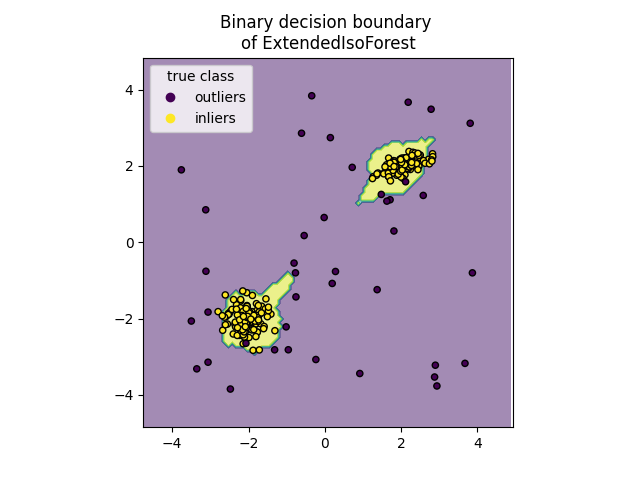 Binary decision boundary
of ExtendedIsoForest
true class
outliers
inliers
4
2
0
−2
−4
−4
−2
0
2
4